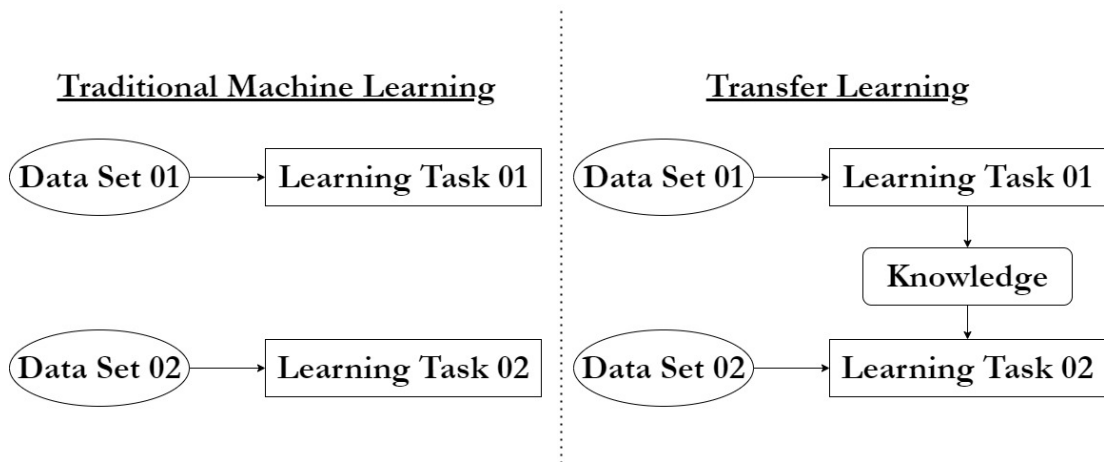 Traditional Machine Learning
Data Set 01
Learning Task 01
Data Set 02
Learning Task 02
Transfer Learning
Data Set 01
Learning Task 01
Knowledge
Data Set 02
Learning Task 02